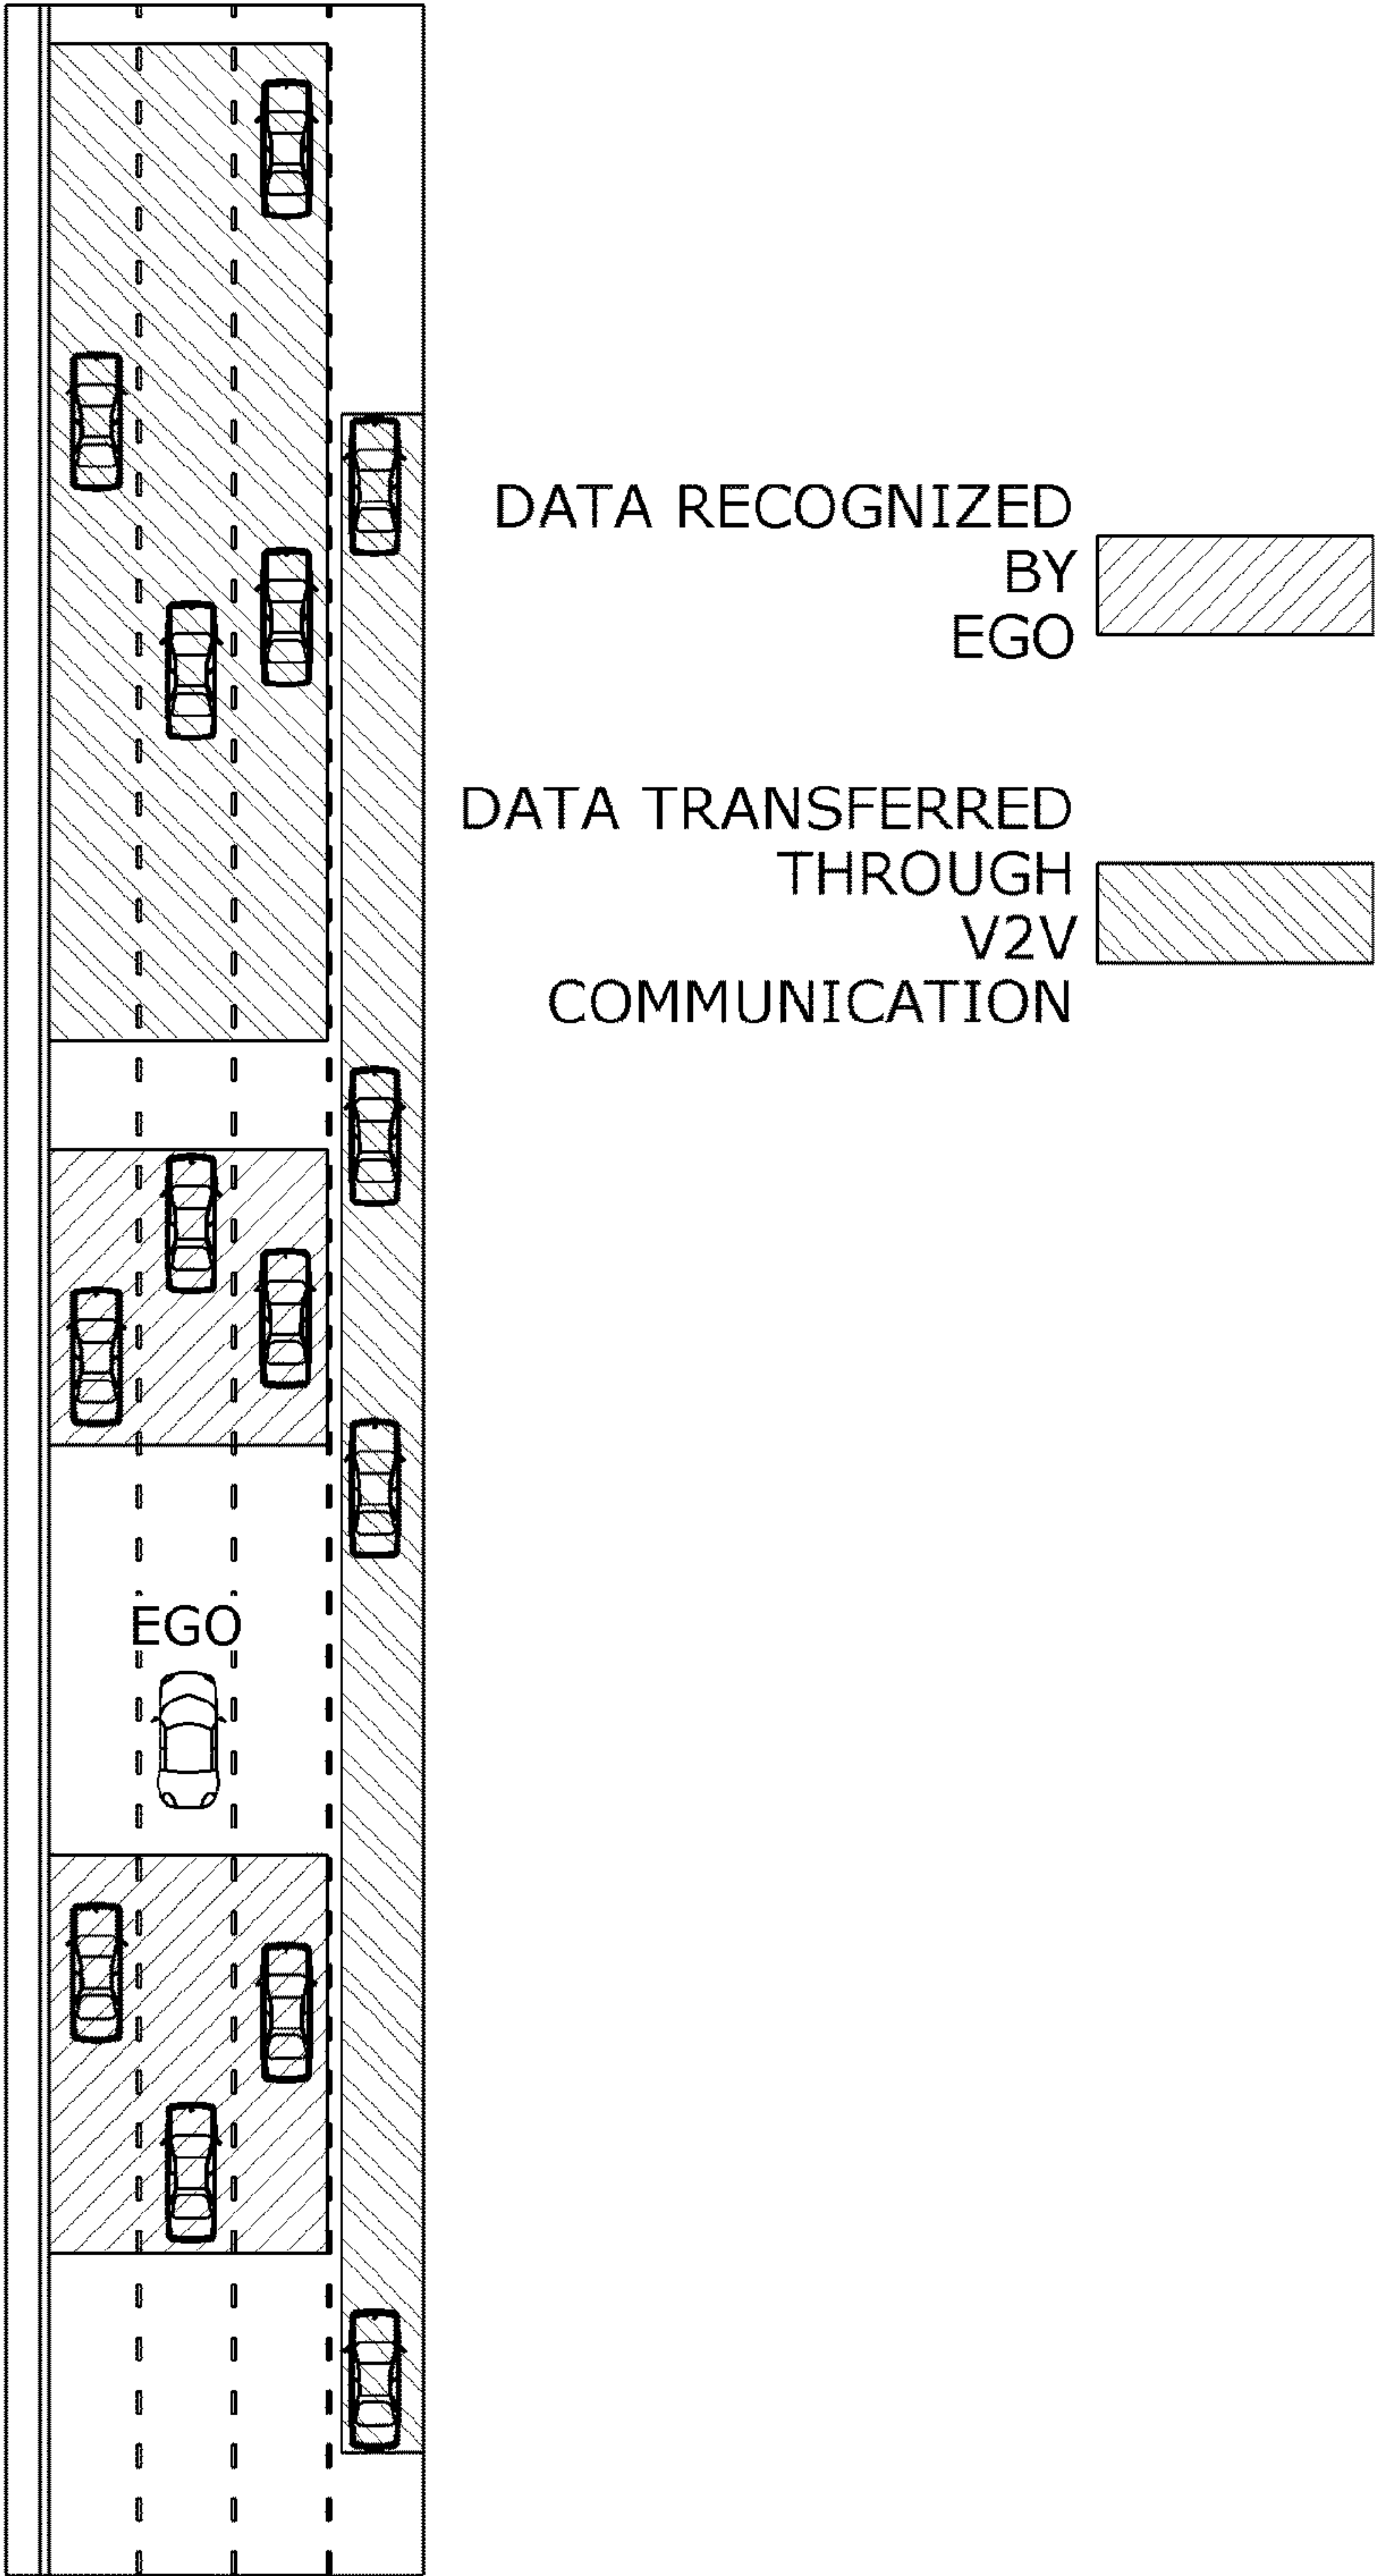 DATA RECOGNIZED
BY
EGO
DATA TRANSFERRED
THROUGH
V2V
COMMUNICATION
EGO